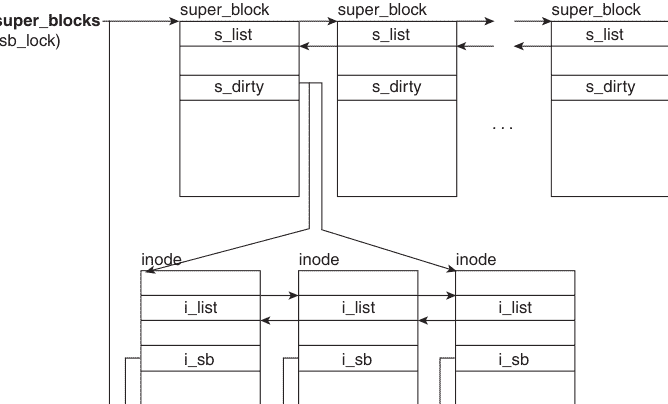 super_block super_block super_block
super_blocks
sb_lock)
s_list s_list s_list
s_dirty s_dirty s_dirty
...
inode inode inode
i_list i_list i_list
i_sb i_sb i_sb